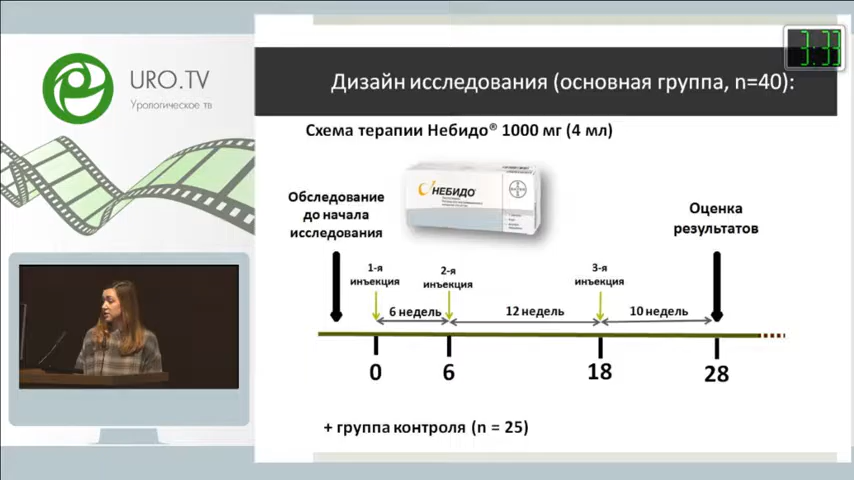 3:33
URO.TV
Урологическое тв
Дизайн исследования (основная группа, n=40):
Схема терапии Небидо® 1000 мг (4 мл)
НЕБИДО
Обследование
до начала
исследования
Оценка
результатов
1-я
инъекция
2-я
инъекция
3-я
инъекция
6 недель
12 недель
10 недель
0
6
18
28
+ группа контроля (n = 25)